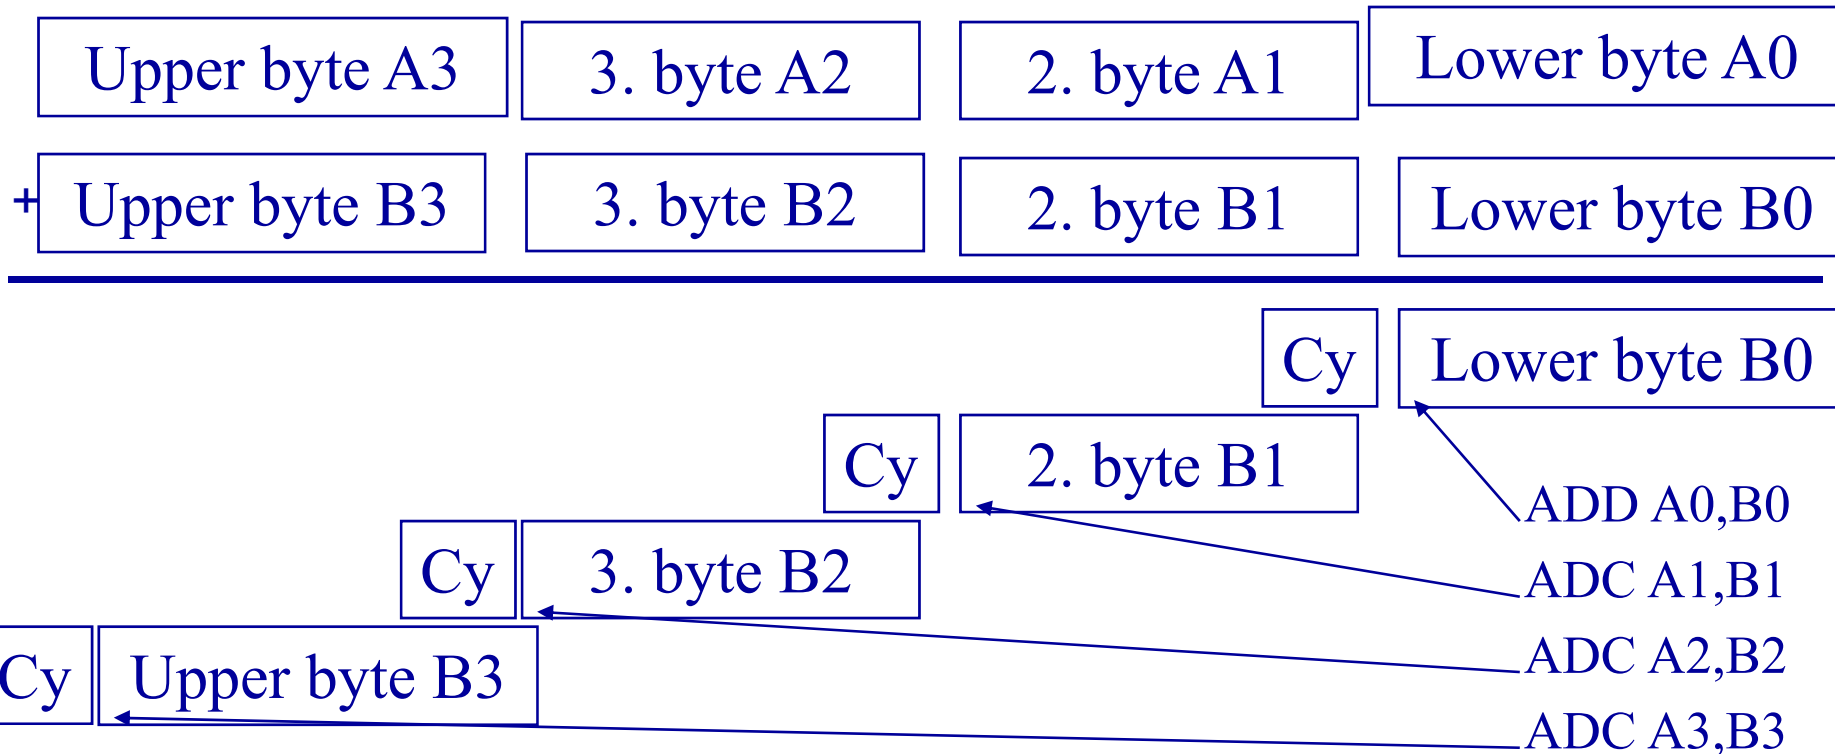 Upper byte A3 3. byte A2 2. byte A1 Lower byte A0
+ Upper byte B3 3. byte B2 2. byte B1 Lower byte B0
Cy Lower byte B0
Cy 2. byte B1
ADD A0,B0
Cy 3. byte B2
ADC A1,B1
ADC A2,B2
Cy Upper byte B3
ADC A3,B3